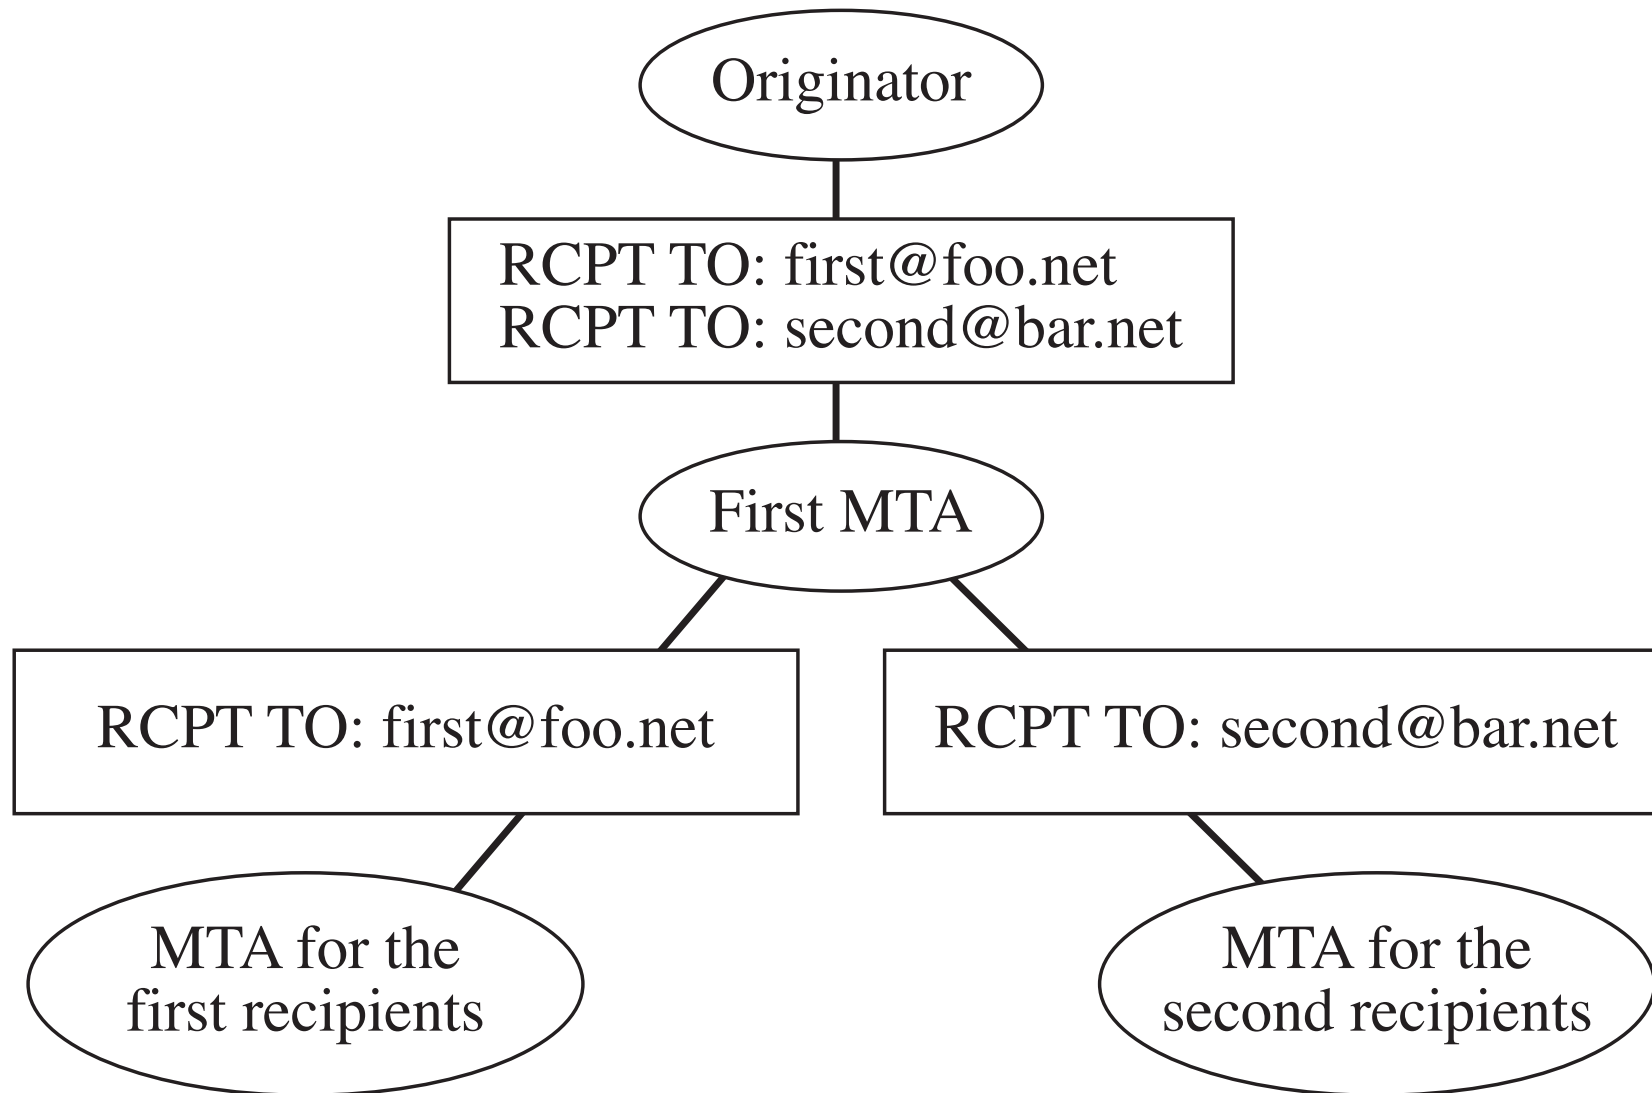 Originator
RCPT TO: first@foo.net
RCPT TO: second@bar.net
First MTA
RCPT TO: first@foo.net
RCPT TO: second@bar.net
MTA for the
first recipients
MTA for the
second recipients